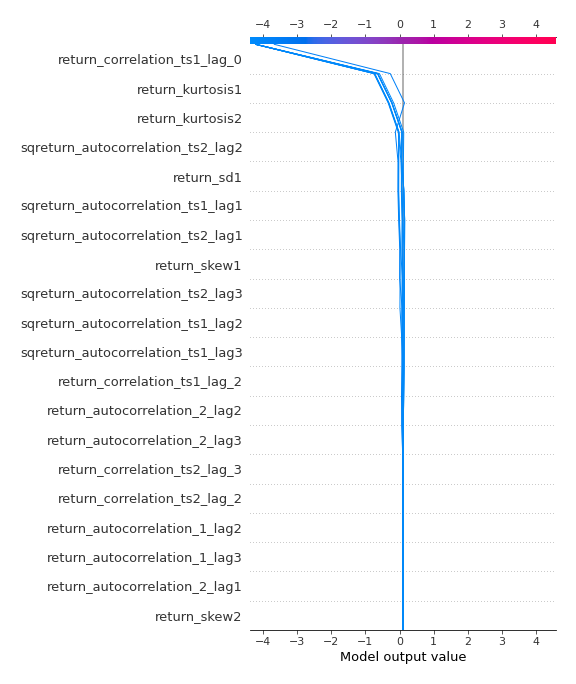 −4 −3 −2 −1 0 1 2 3 4
return_correlation_ts1_lag_0
return_kurtosis1
return_kurtosis2
sqreturn_autocorrelation_ts2_lag2
return_sd1
sqreturn_autocorrelation_ts1_lag1
sqreturn_autocorrelation_ts2_lag1
return_skew1
sqreturn_autocorrelation_ts2_lag3
sqreturn_autocorrelation_ts1_lag2
sqreturn_autocorrelation_ts1_lag3
return_correlation_ts1_lag_2
return_autocorrelation_2_lag2
return_autocorrelation_2_lag3
return_correlation_ts2_lag_3
return_correlation_ts2_lag_2
return_autocorrelation_1_lag2
return_autocorrelation_1_lag3
return_autocorrelation_2_lag1
return_skew2
−4 −3 −2 −1 0 1 2 3 4
Model output value